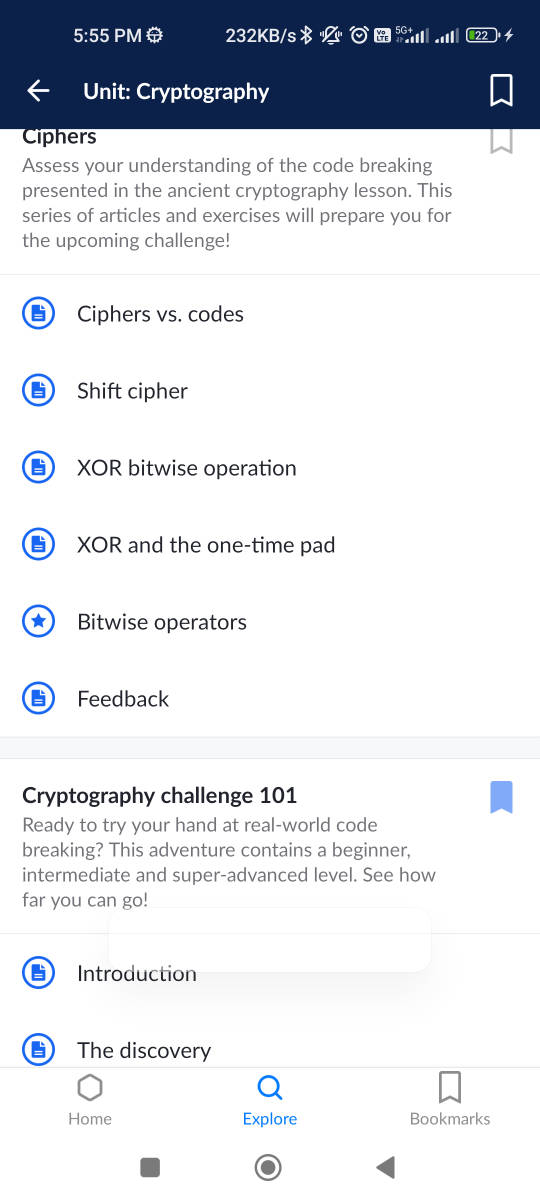 5:55 PM 232KB/s Vo LTE 5G+ 22
Unit: Cryptography
Ciphers
Assess your understanding of the code breaking
presented in the ancient cryptography lesson. This
series of articles and exercises will prepare you for
the upcoming challenge!
Ciphers vs. codes
Shift cipher
XOR bitwise operation
XOR and the one-time pad
Bitwise operators
Feedback
Cryptography challenge 101
Ready to try your hand at real-world code
breaking? This adventure contains a beginner,
intermediate and super-advanced level. See how
far you can go!
Introduction
The discovery
Home Explore Bookmarks